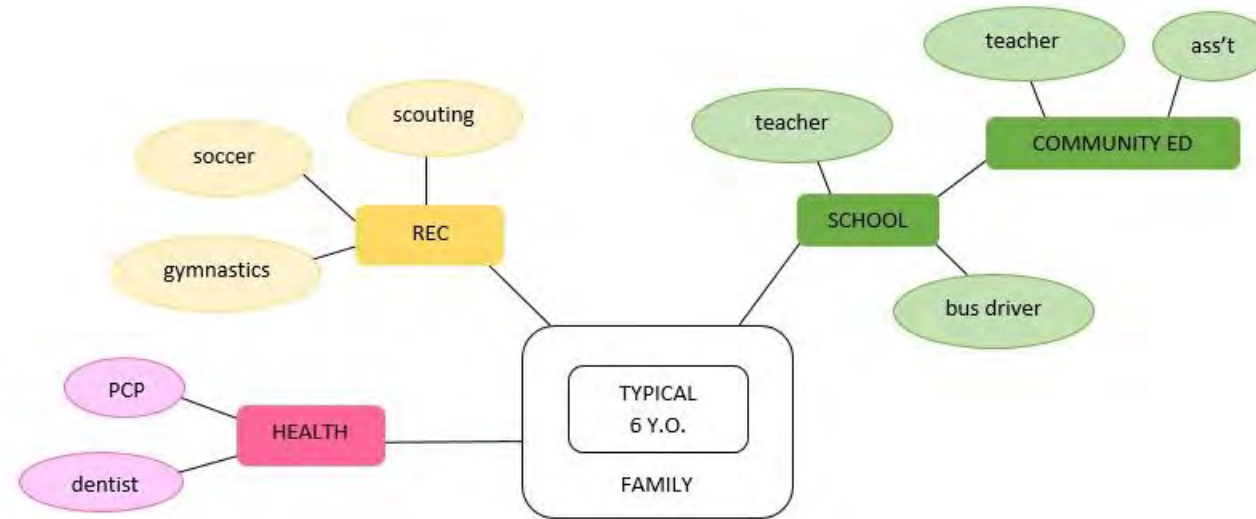 teacher
ass't
scouting
teacher
COMMUNITY ED
soccer
REC
SCHOOL
gymnastics
bus driver
PCP
TYPICAL
6 Y.O.
HEALTH
dentist
FAMILY